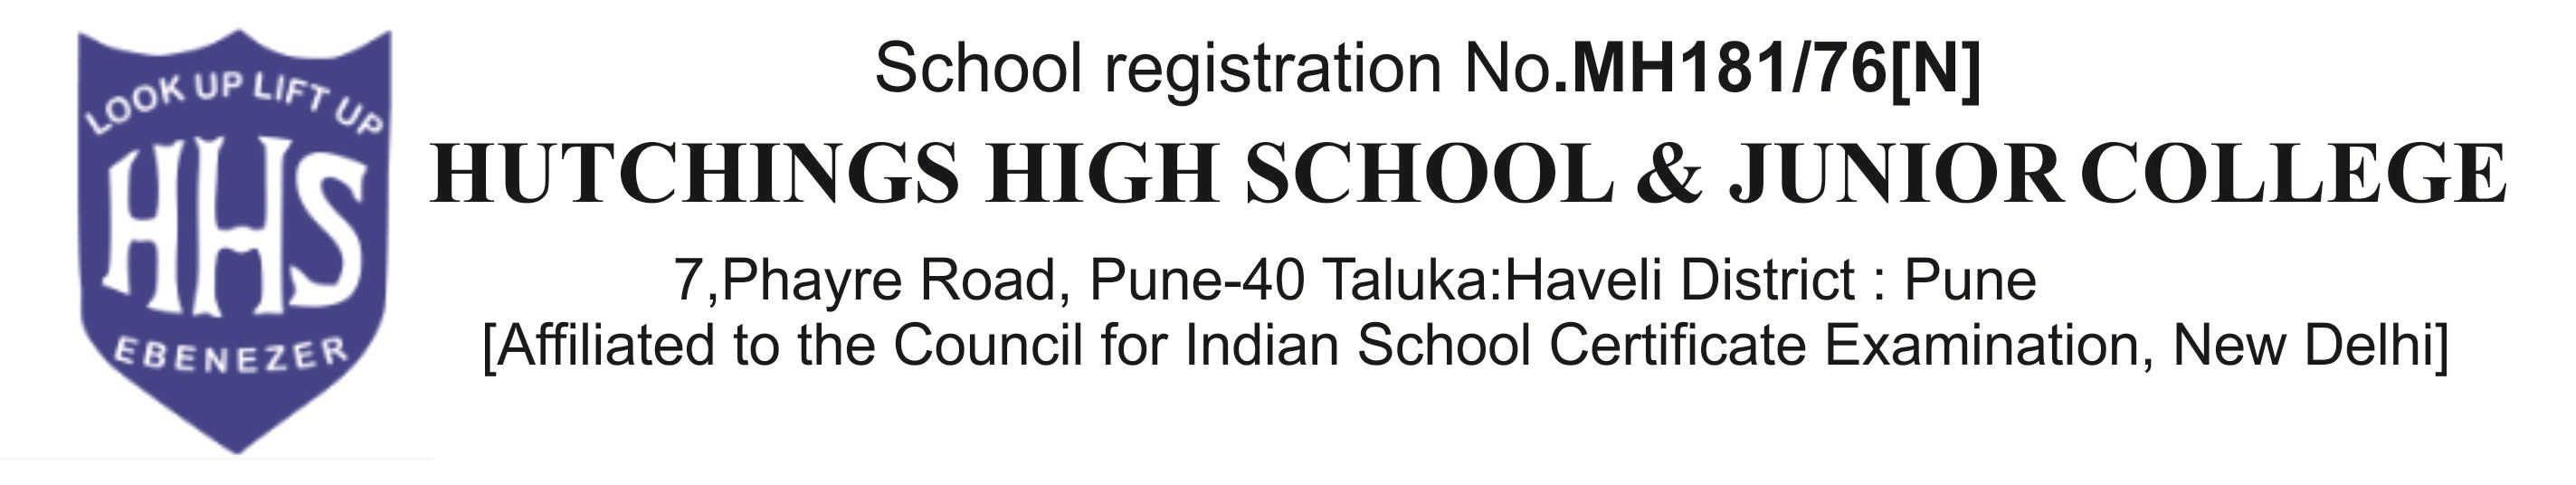 LOOK UP LIFT UP
HHS
EBENEZER
School registration No.MH181/76[N]
HUTCHINGS HIGH SCHOOL & JUNIOR COLLEGE
7,Phayre Road, Pune-40 Taluka:Haveli District : Pune
[Affiliated to the Council for Indian School Certificate Examination, New Delhi]